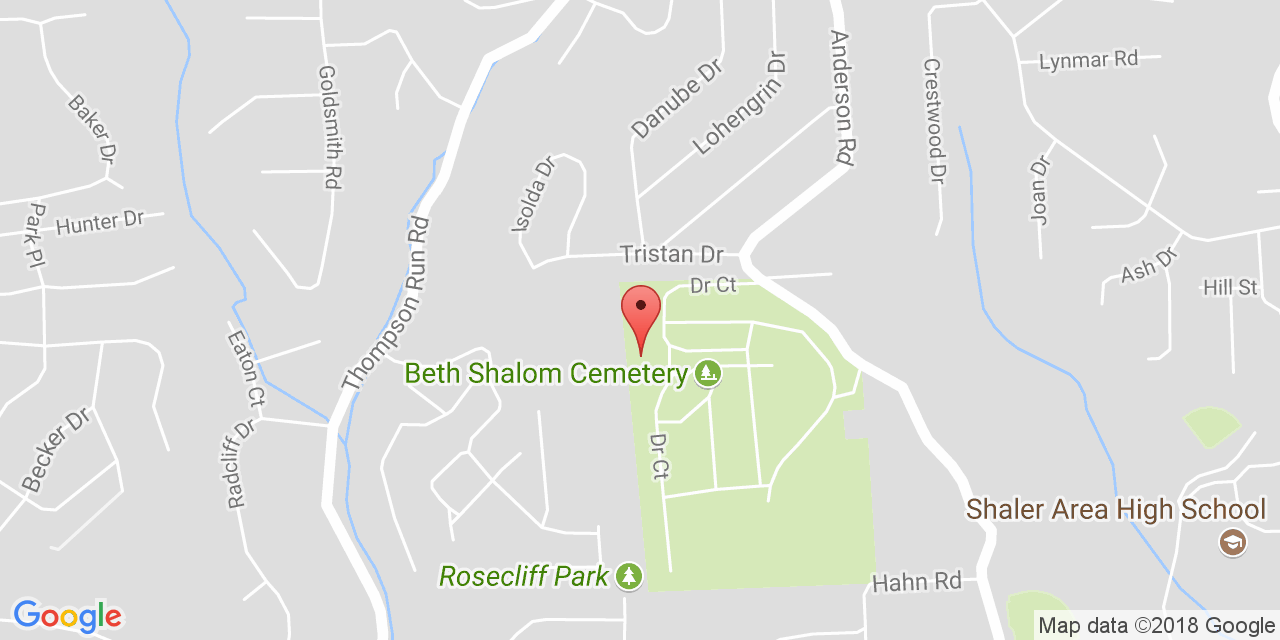 Baker Dr
Goldsmith Rd
Danube Dr
Lohengrin Dr
Anderson Rd
Crestwood Dr
Lynmar Rd
Joan Dr
Isolda Dr
Park Pl
Hunter Dr
Thompson Run Rd
Tristan Dr
Dr Ct
Ash Dr
Hill St
Eaton Ct
Beth Shalom Cemetery
Becker Dr
Radcliff Dr
Dr Ct
Shaler Area High School
Rosecliff Park
Hahn Rd
Google
Map data ©2018 Google